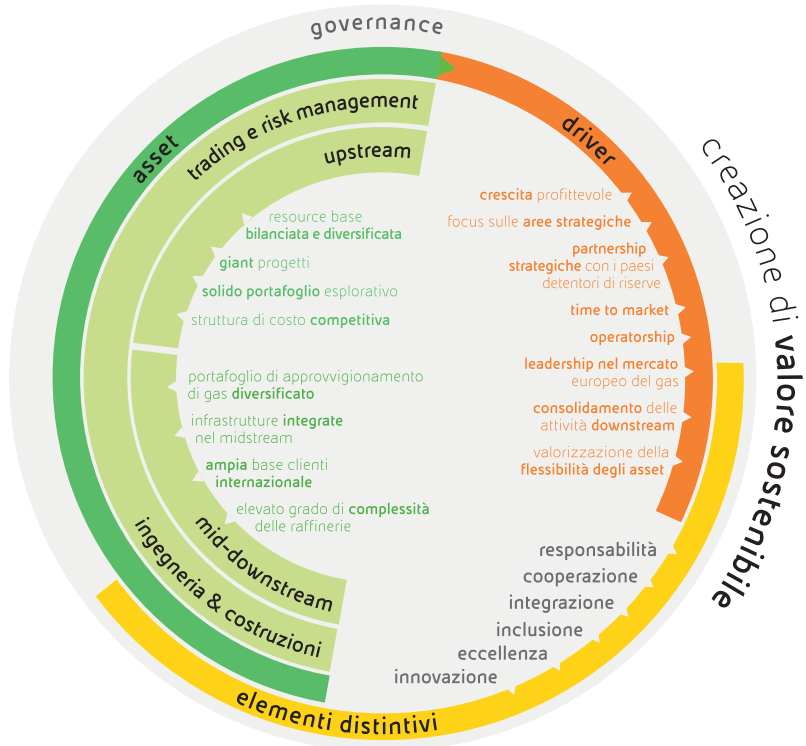 governance
asset
trading e risk management
upstream
driver
creazione di valore sostenibile
resource base
bilanciata e diversificata
giant progetti
solido portafoglio esplorativo
struttura di costo competitiva
portafoglio di approvvigionamento
di gas diversificato
infrastrutture integrate
nel midstream
ampia base clienti
internazionale
elevato grado di complessità
delle raffinerie
mid-downstream
ingegneria & costruzioni
crescita profittevole
focus sulle aree strategiche
partnership
strategiche con i paesi
detentori di riserve
time to market
operatorship
leadership nel mercato
europeo del gas
consolidamento delle
attività downstream
valorizzazione della
flessibilità degli asset
responsabilità
cooperazione
integrazione
inclusione
eccellenza
innovazione
elementi distintivi